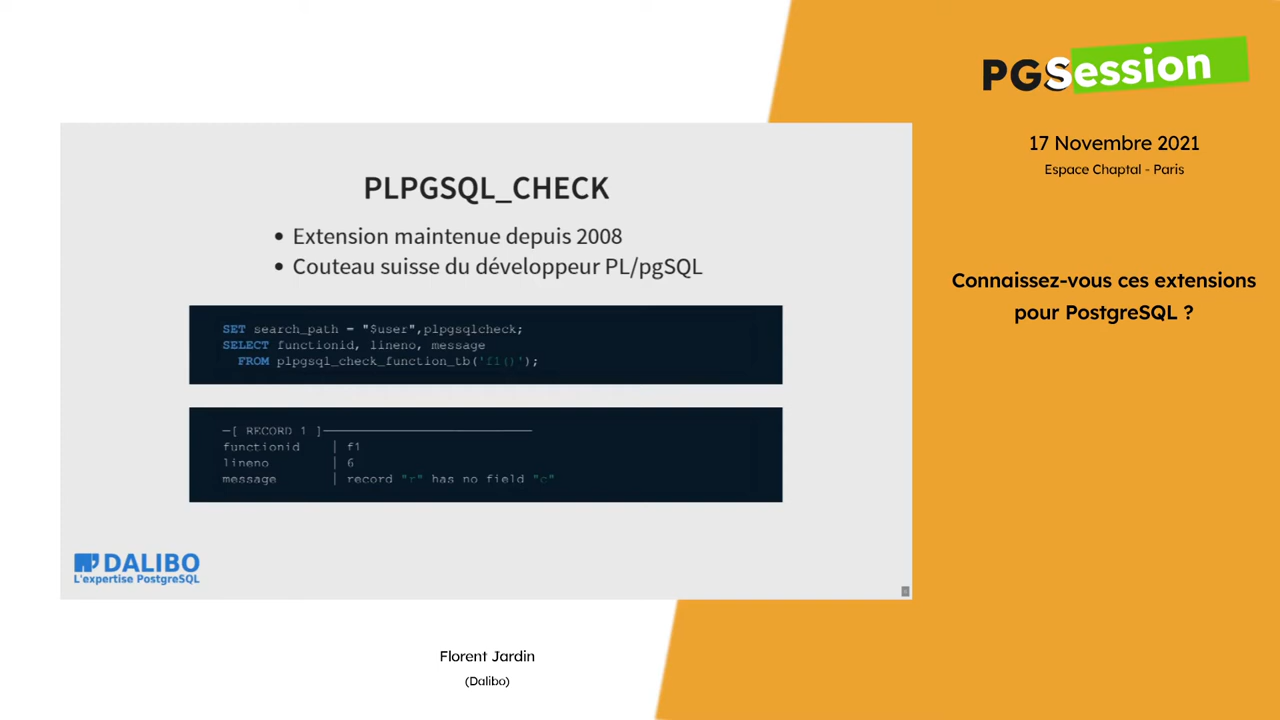 PGSession
17 Novembre 2021
Espace Chaptal - Paris
Connaissez-vous ces extensions
pour PostgreSQL ?
PLPGSQL_CHECK
• Extension maintenue depuis 2008
• Couteau suisse du développeur PL/pgSQL
SET search_path = "$user",plpgsqlcheck;
SELECT functionid, lineno, message
FROM plpgsql_check_function_tb('f1()');
─[ RECORD 1 ]───────────────────────────
functionid | f1
lineno | 6
message | record "r" has no field "c"
DALIBO
L'expertise PostgreSQL
Florent Jardin
(Dalibo)